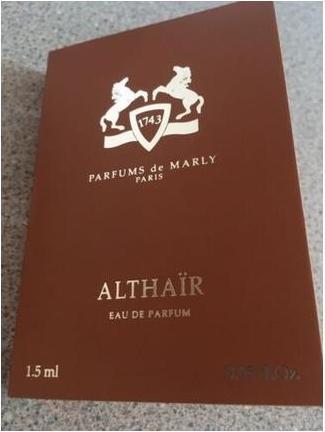 1743
PARFUMS de MARLY
PARIS
ALTHAÏR
EAU DE PARFUM
1.5 ml